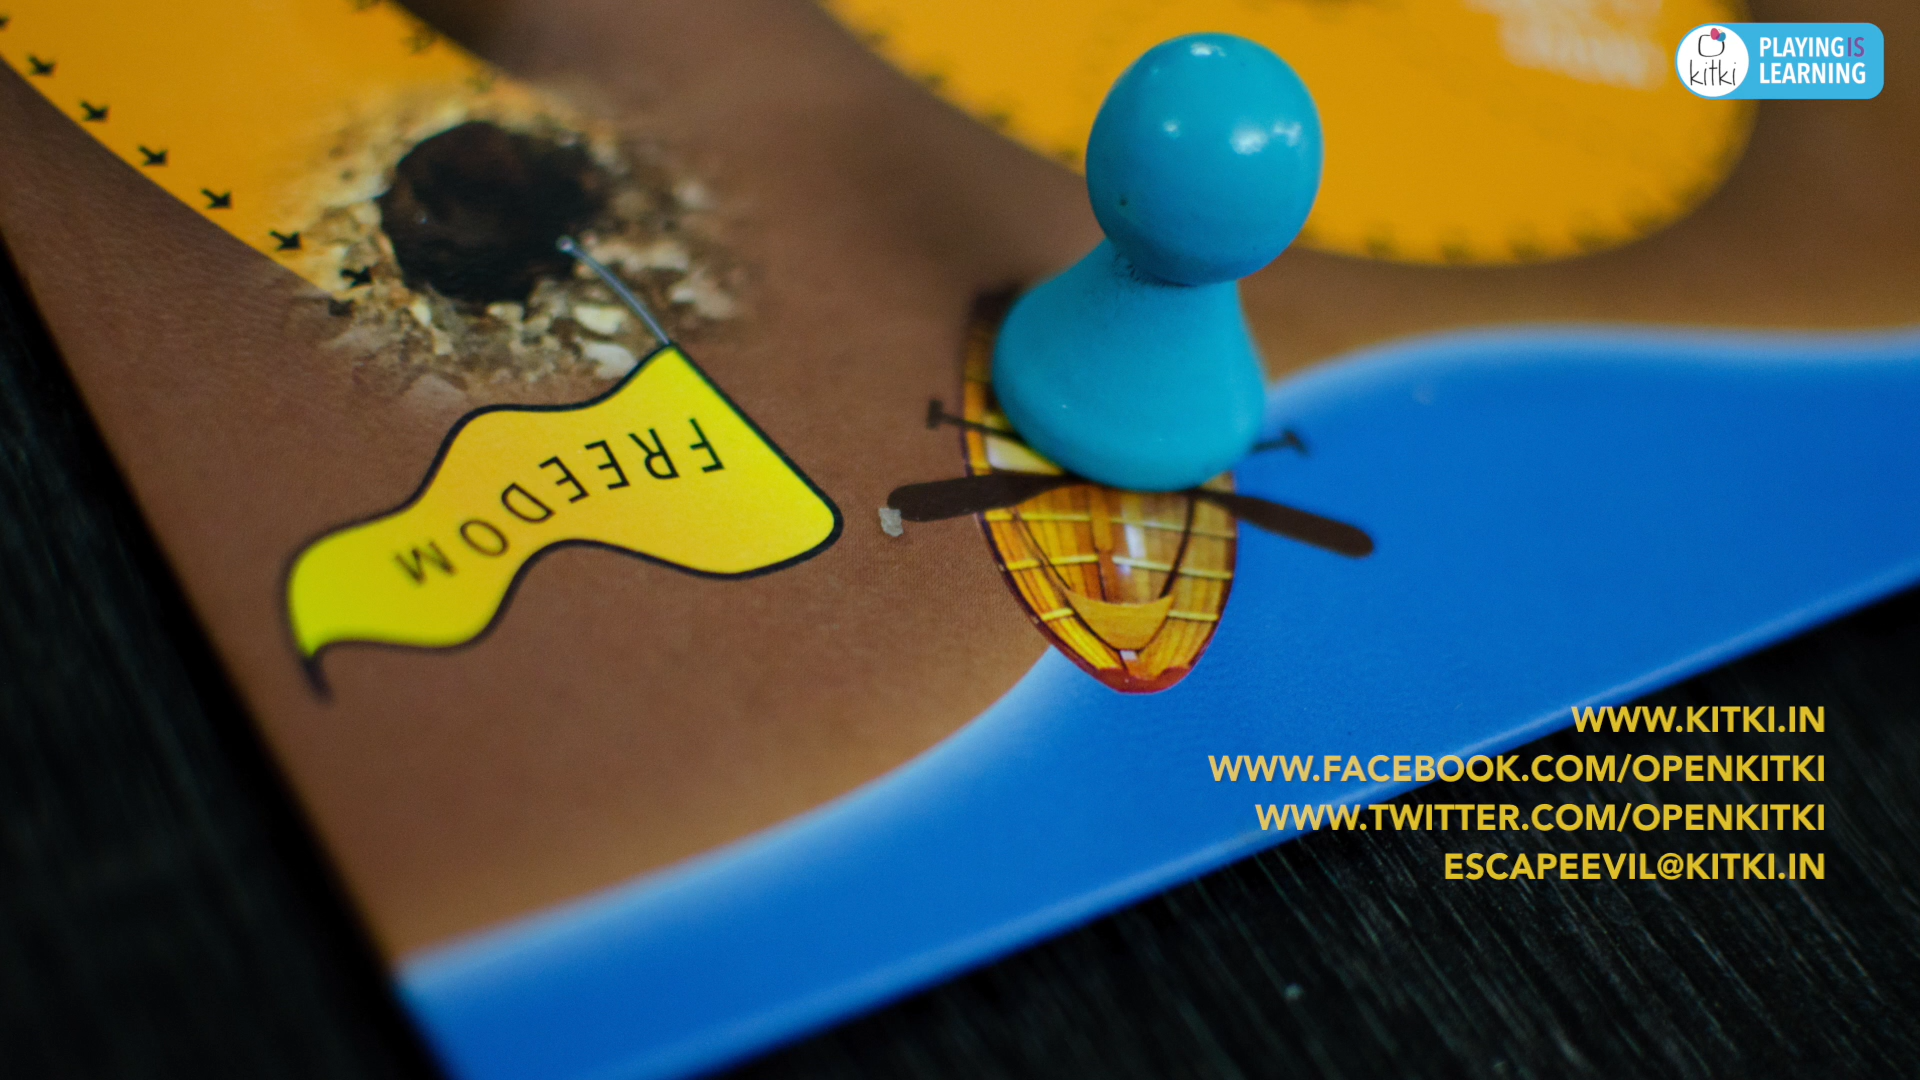 kitki
PLAYING IS
LEARNING
FREEDOM
WWW.KITKI.IN
WWW.FACEBOOK.COM/OPENKITKI
WWW.TWITTER.COM/OPENKITKI
ESCAPEEVIL@KITKI.IN